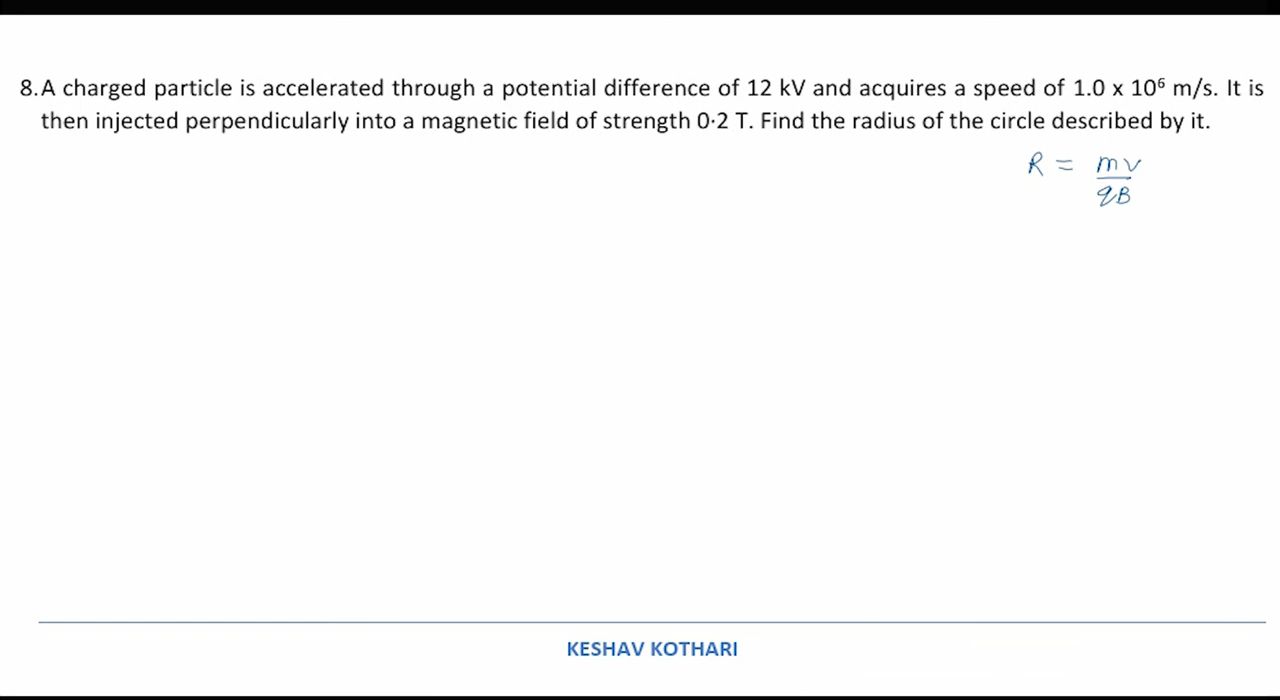 8.A charged particle is accelerated through a potential difference of 12 kV and acquires a speed of 1.0 x 10⁶ m/s. It is
then injected perpendicularly into a magnetic field of strength 0·2 T. Find the radius of the circle described by it.
R = mv
qB
KESHAV KOTHARI